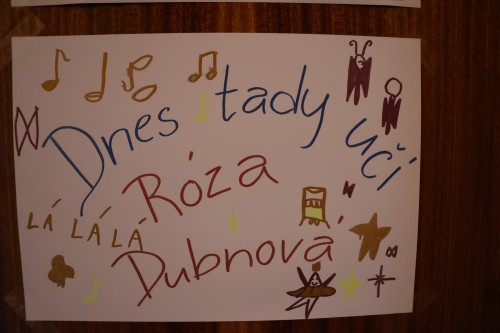 Dnes tady učí
Róza
LÁ LÁ LÁ
Dubnová